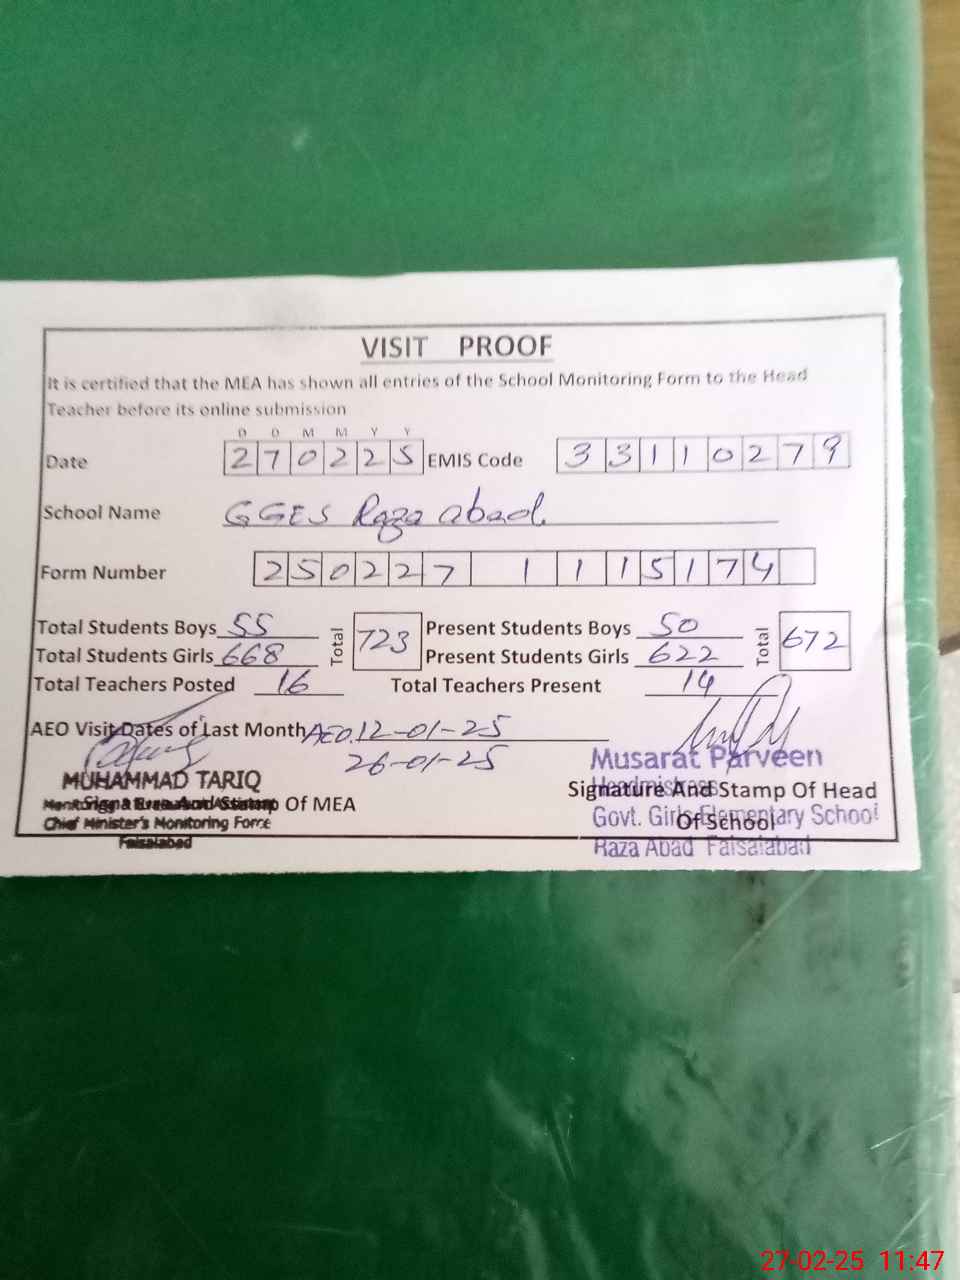 VISIT PROOF
It is certified that the MEA has shown all entries of the School Monitoring Form to the Head
Teacher before its online submission
D D M M Y Y
Date 270225 EMIS Code 33110279
School Name GGES Raza abad.
Form Number 250227 1115174
Total Students Boys 55 Total 723 Present Students Boys 50 Total 672
Total Students Girls 668 Present Students Girls 622
Total Teachers Posted 16 Total Teachers Present 14
AEO Visit Dates of Last Month AEO. 12-01-25
26-01-25
MUHAMMAD TARIQ
Monitoring & Evaluation Assistant
Signature And Stamp Of MEA
Chief Minister's Monitoring Force
Faisalabad
Musarat Parveen
Headmistress
Signature And Stamp Of Head
Govt. Girls Elementary School
Of School
Raza Abad Faisalabad
27-02-25 11:47